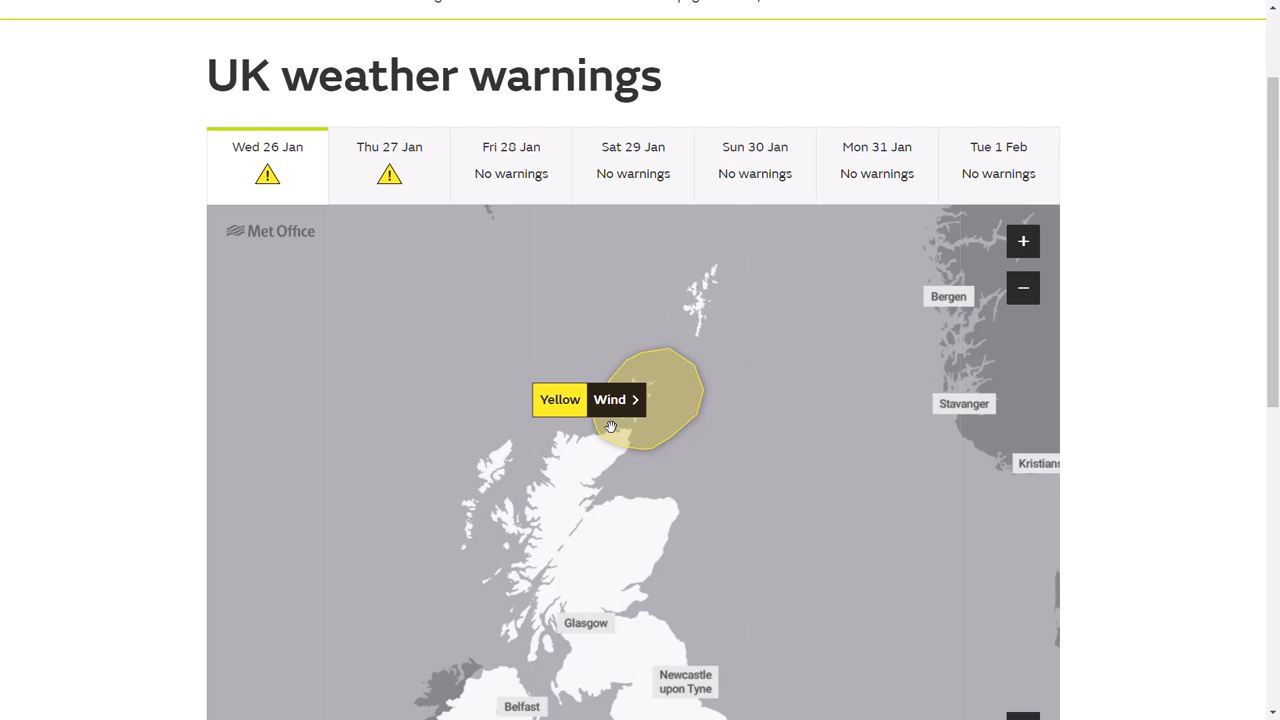 UK weather warnings
Wed 26 Jan
Thu 27 Jan
Fri 28 Jan
No warnings
Sat 29 Jan
No warnings
Sun 30 Jan
No warnings
Mon 31 Jan
No warnings
Tue 1 Feb
No warnings
Met Office
+
−
Bergen
Yellow Wind >
Stavanger
Kristians
Glasgow
Newcastle
upon Tyne
Belfast